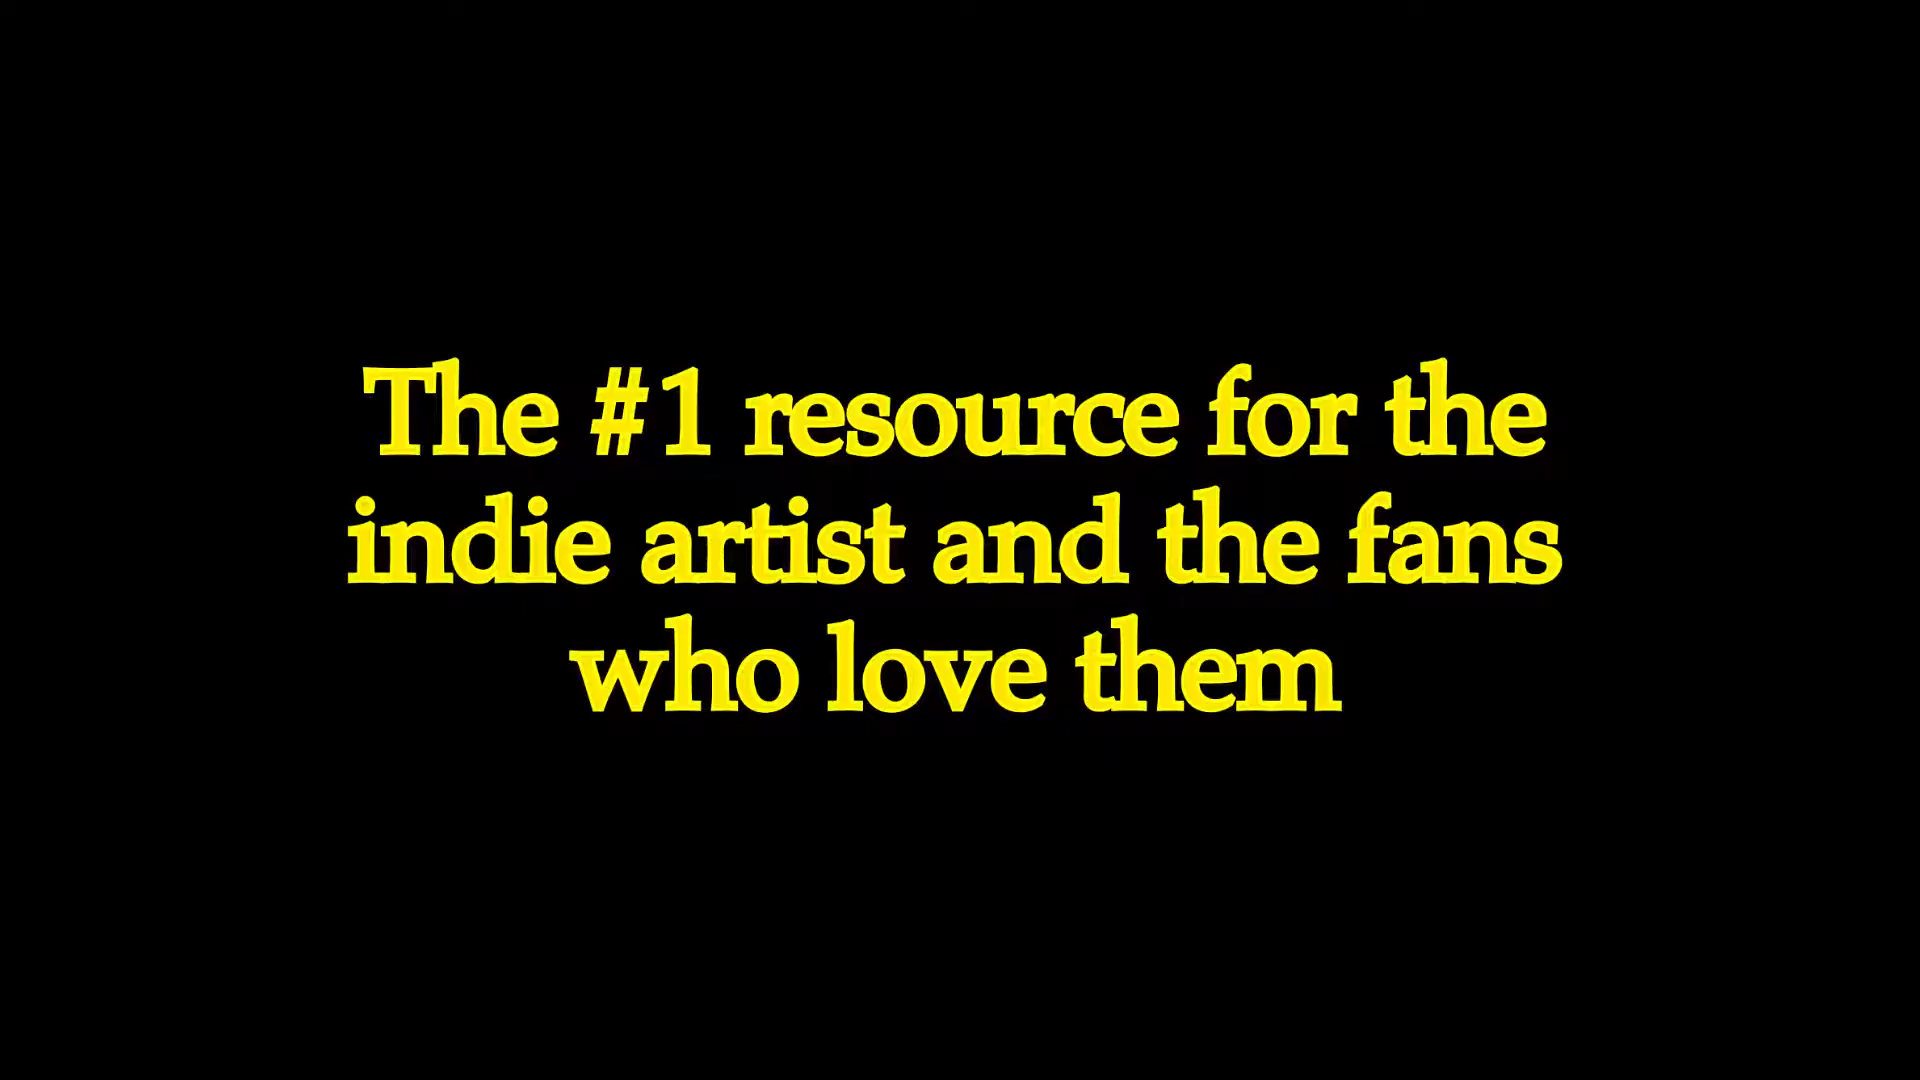 The #1 resource for the
indie artist and the fans
who love them